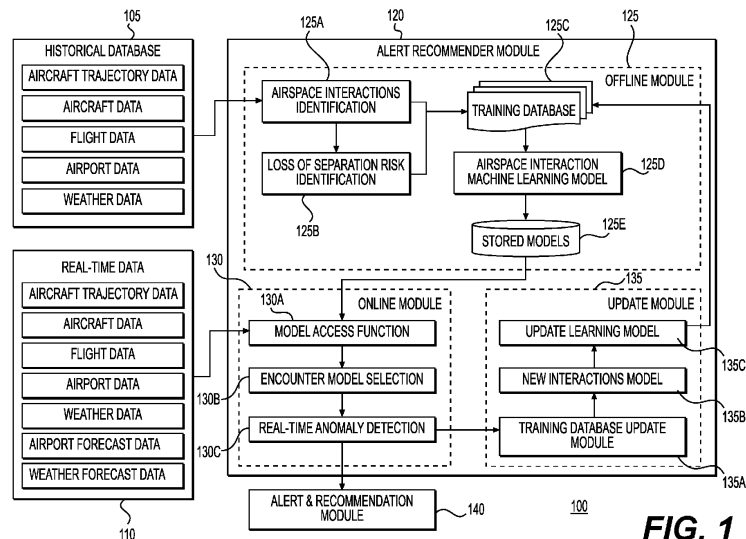 105
HISTORICAL DATABASE
AIRCRAFT TRAJECTORY DATA
AIRCRAFT DATA
FLIGHT DATA
AIRPORT DATA
WEATHER DATA
REAL-TIME DATA
AIRCRAFT TRAJECTORY DATA
AIRCRAFT DATA
FLIGHT DATA
AIRPORT DATA
WEATHER DATA
AIRPORT FORECAST DATA
WEATHER FORECAST DATA
110
120
ALERT RECOMMENDER MODULE
125
OFFLINE MODULE
125A
AIRSPACE INTERACTIONS
IDENTIFICATION
LOSS OF SEPARATION RISK
IDENTIFICATION
125B
125C
TRAINING DATABASE
AIRSPACE INTERACTION
MACHINE LEARNING MODEL
125D
STORED MODELS
125E
130
130A
ONLINE MODULE
MODEL ACCESS FUNCTION
130B
ENCOUNTER MODEL SELECTION
130C
REAL-TIME ANOMALY DETECTION
135
UPDATE MODULE
UPDATE LEARNING MODEL
135C
NEW INTERACTIONS MODEL
135B
TRAINING DATABASE UPDATE
MODULE
135A
ALERT & RECOMMENDATION
MODULE
140
100
FIG. 1